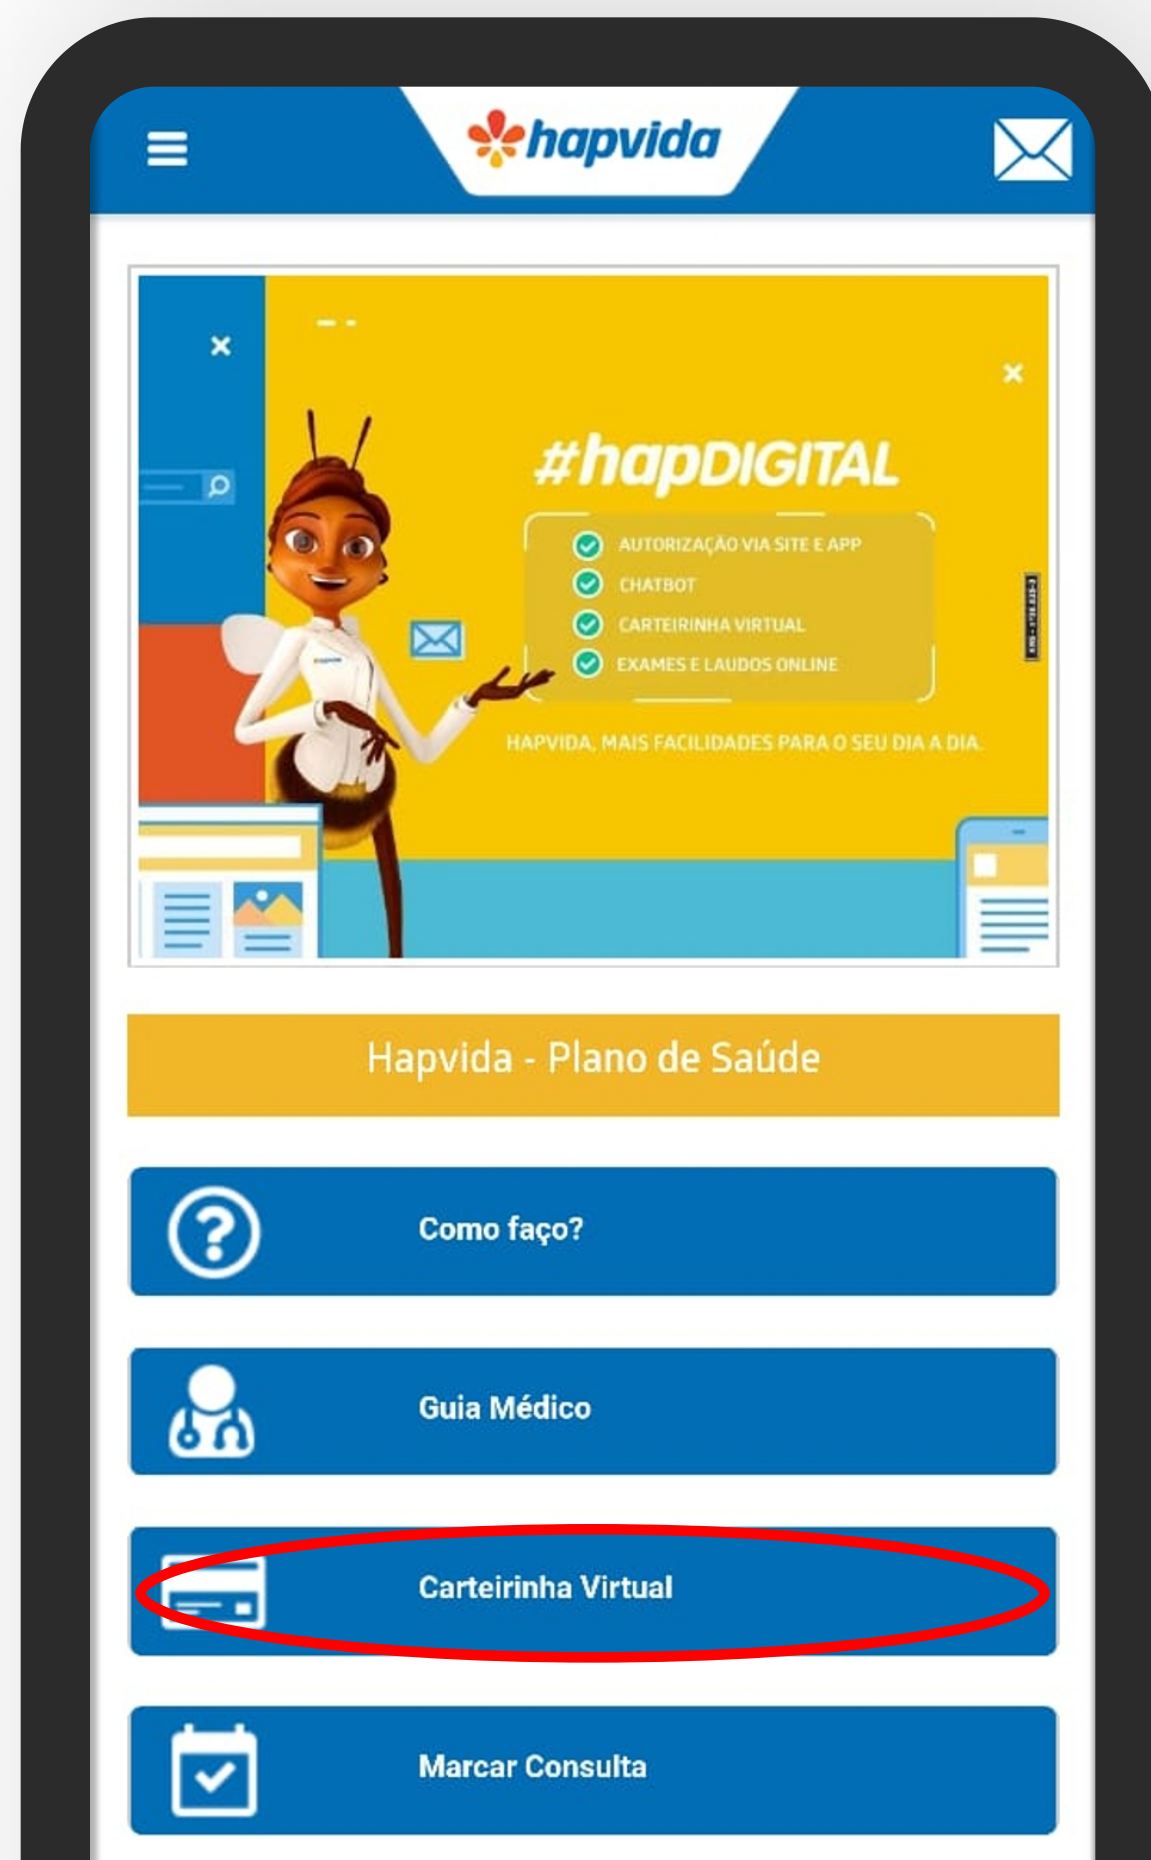 hapvida
#hapDIGITAL
AUTORIZAÇÃO VIA SITE E APP
CHATBOT
CARTEIRINHA VIRTUAL
EXAMES E LAUDOS ONLINE
HAPVIDA, MAIS FACILIDADES PARA O SEU DIA A DIA.
Hapvida - Plano de Saúde
Como faço?
Guia Médico
Carteirinha Virtual
Marcar Consulta